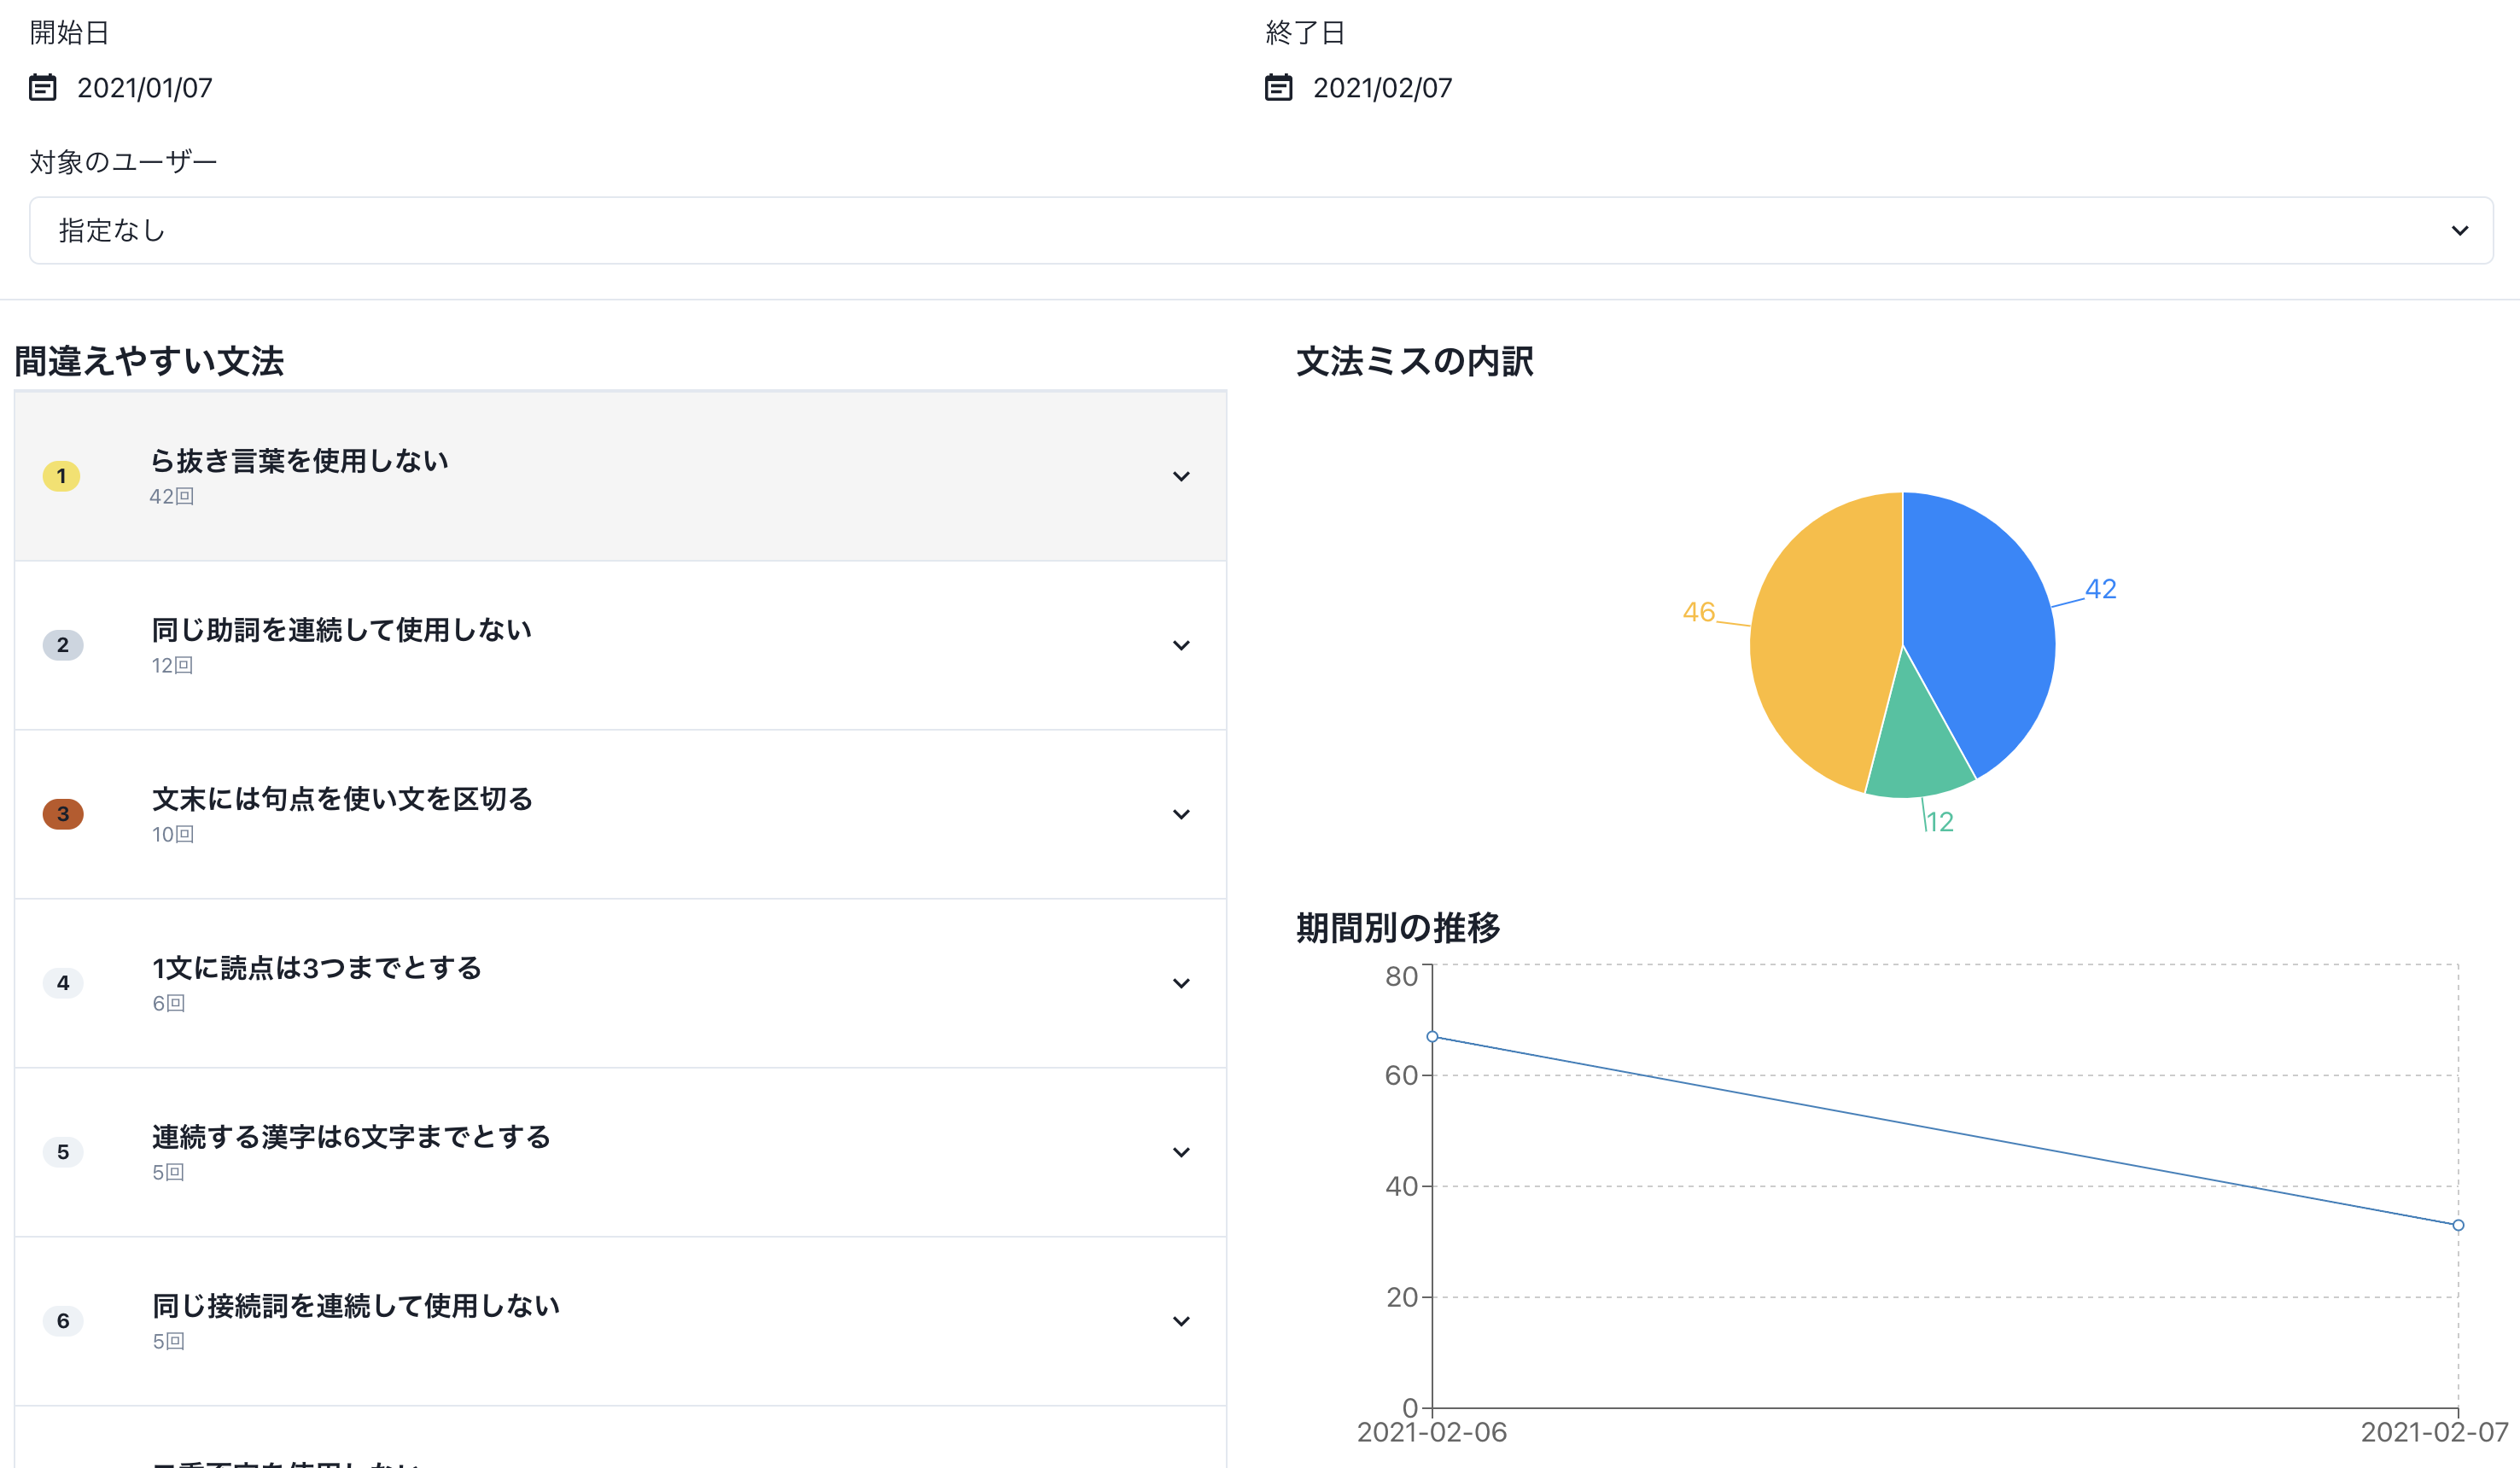 開始日
2021/01/07
終了日
2021/02/07
対象のユーザー
指定なし
間違えやすい文法
1
ら抜き言葉を使用しない
42回
2
同じ助詞を連続して使用しない
12回
3
文末には句点を使い文を区切る
10回
4
1文に読点は3つまでとする
6回
5
連続する漢字は6文字までとする
5回
6
同じ接続詞を連続して使用しない
5回
文法ミスの内訳
46
42
12
期間別の推移
80
60
40
20
0
2021-02-06
2021-02-07